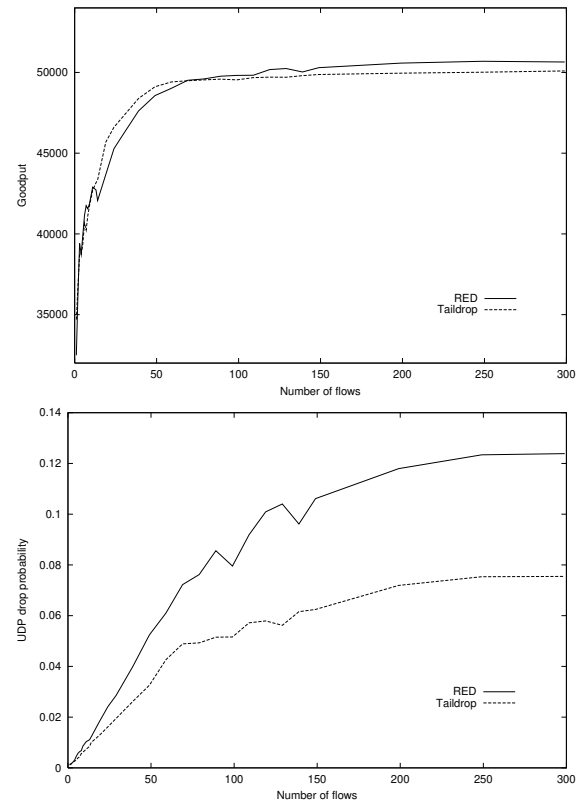 50000
45000
40000
35000
Goodput
RED
Taildrop
0 50 100 150 200 250 300
Number of flows
0.14
0.12
0.1
0.08
0.06
0.04
0.02
0
UDP drop probability
RED
Taildrop
0 50 100 150 200 250 300
Number of flows